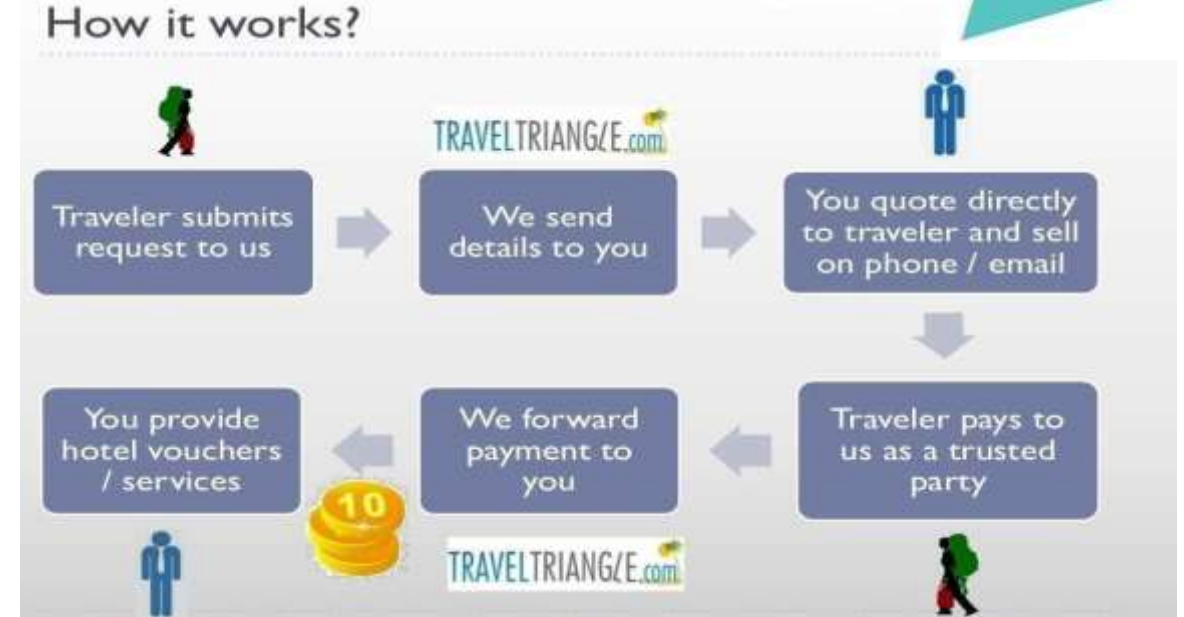 How it works?
TRAVELTRIANGLE.com
Traveler submits
request to us
We send
details to you
You quote directly
to traveler and sell
on phone / email
You provide
hotel vouchers
/ services
We forward
payment to
you
Traveler pays to
us as a trusted
party
10
TRAVELTRIANGLE.com